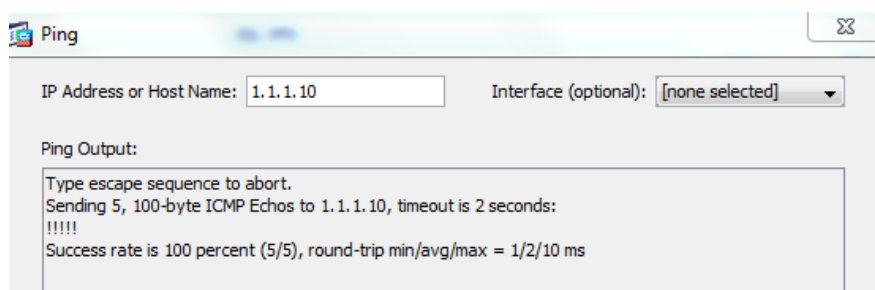 Ping
IP Address or Host Name: 1.1.1.10 Interface (optional): [none selected]
Ping Output:
Type escape sequence to abort.
Sending 5, 100-byte ICMP Echos to 1.1.1.10, timeout is 2 seconds:
!!!!!
Success rate is 100 percent (5/5), round-trip min/avg/max = 1/2/10 ms